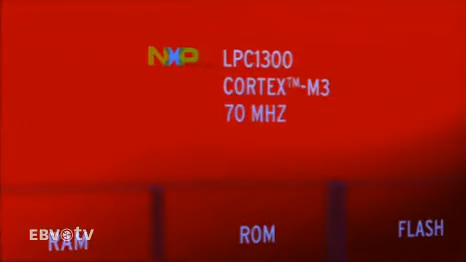 NXP
LPC1300
CORTEX™-M3
70 MHZ
RAM
ROM
FLASH
EBV tv